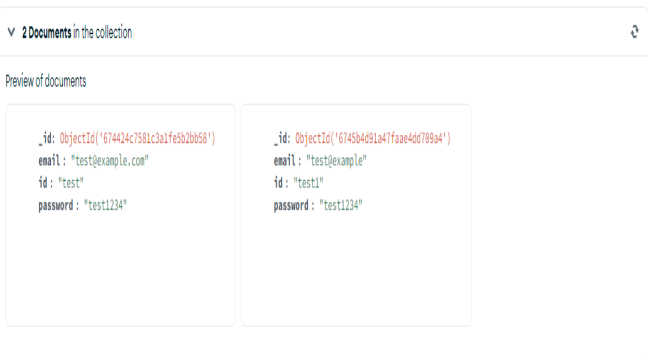 2 Documents in the collection
Preview of documents
_id: ObjectId('674424c7581c3a1fe5b2bb58')
email : "test@example.com"
id : "test"
password : "test1234"
_id: ObjectId('6745b4d91a47faae4dd789a4')
email : "test@example"
id : "test1"
password : "test1234"